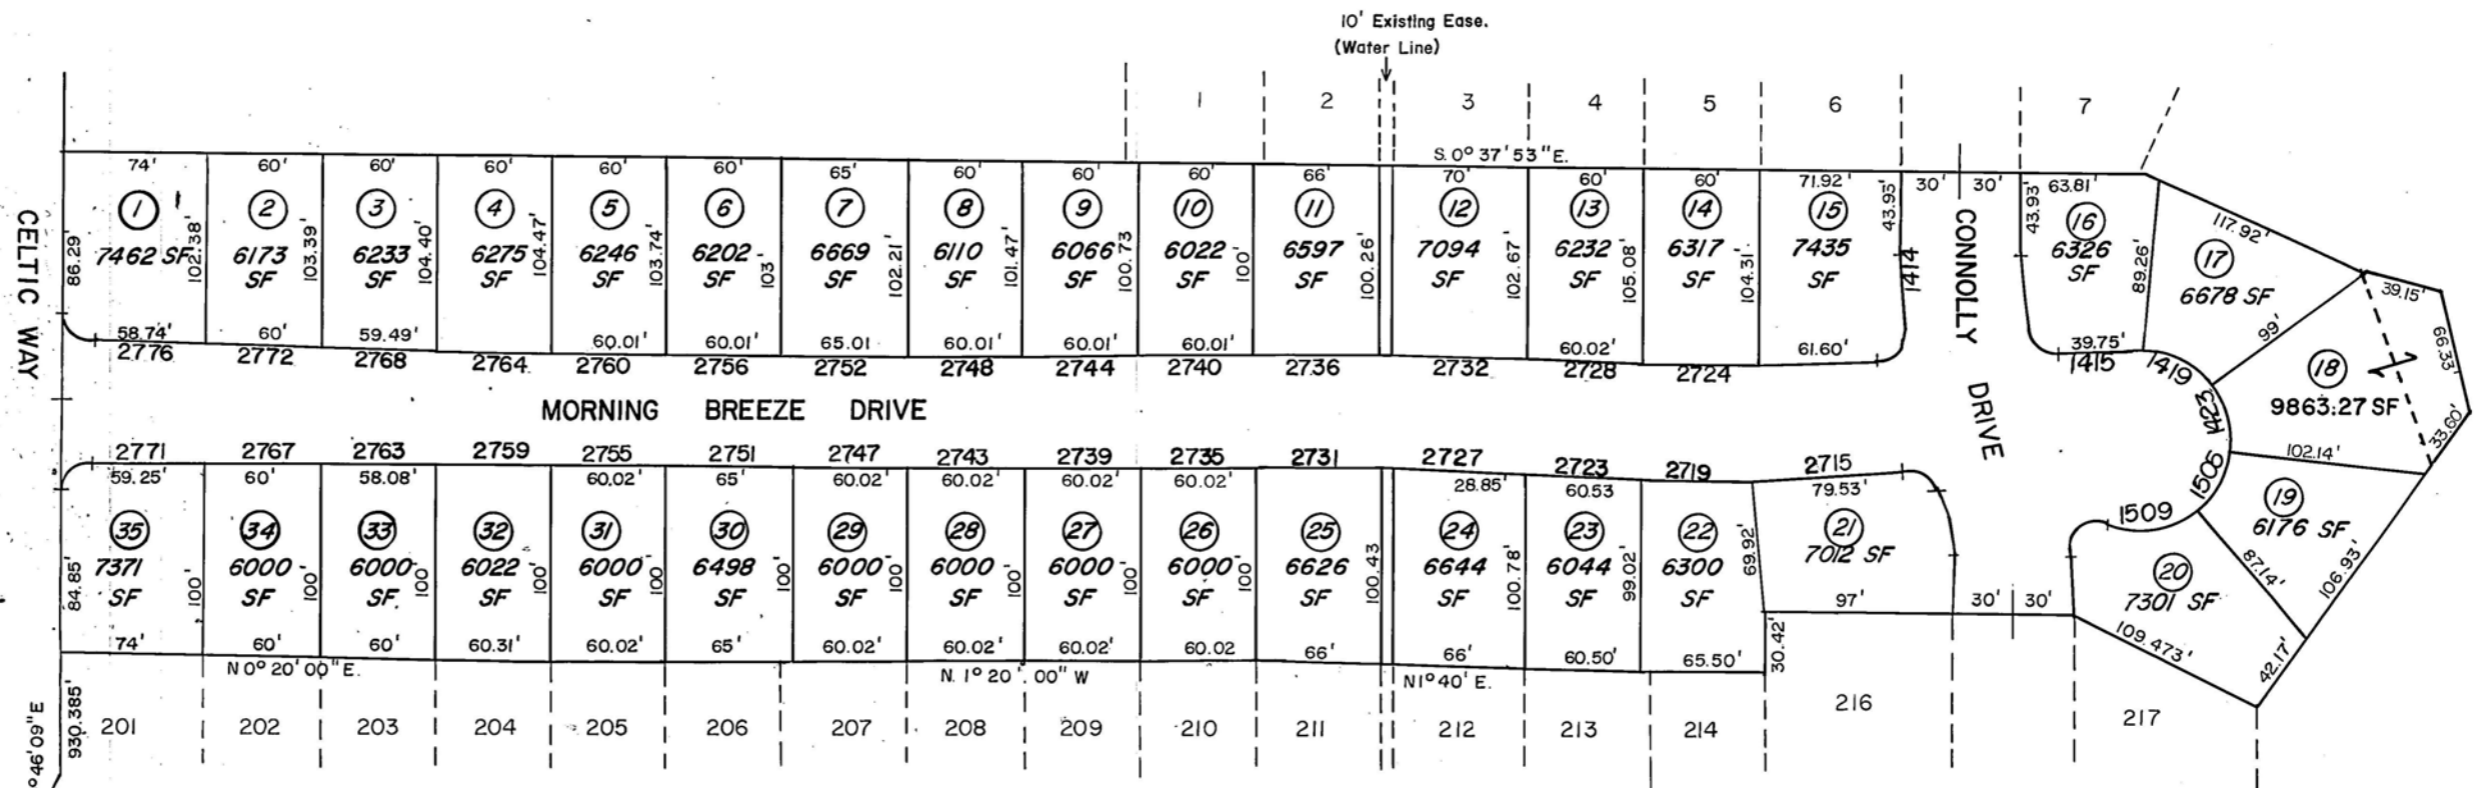 10' Existing Ease.
(Water Line)
1 2 3 4 5 6 7
S. 0° 37' 53" E.
74' 60' 60' 60' 60' 60' 65' 60' 60' 60' 66' 70' 60' 60' 71.92' 30' 30' 63.81'
1 2 3 4 5 6 7 8 9 10 11 12 13 14 15 16 17 18
7462 SF
6173 SF
6233 SF
6275 SF
6246 SF
6202 SF
6669 SF
6110 SF
6066 SF
6022 SF
6597 SF
7094 SF
6232 SF
6317 SF
7435 SF
6326 SF
6678 SF
9863.27 SF
86.29' 102.38' 103.39' 104.40' 104.47' 103.74' 103 102.21' 101.47' 100.73 100' 100.26' 102.67' 105.08' 104.31' 43.93' 43.93' 89.26' 117.92' 99' 39.15' 66.33' 33.60'
58.74' 60' 59.49' 60.01' 60.01' 65.01 60.01' 60.01' 60.01' 60.02' 61.60' 39.75'
2776 2772 2768 2764 2760 2756 2752 2748 2744 2740 2736 2732 2728 2724 1414 1415 1419 1423
CELTIC WAY
MORNING BREEZE DRIVE
CONNOLLY DRIVE
2771 2767 2763 2759 2755 2751 2747 2743 2739 2735 2731 2727 2723 2719 2715 1509 1505
59.25' 60' 58.08' 60.02' 65' 60.02' 60.02' 60.02' 60.02' 28.85' 60.53 79.53' 102.14'
35 34 33 32 31 30 29 28 27 26 25 24 23 22 21 20 19
7371 SF
6000 SF
6000 SF
6022 SF
6000 SF
6498 SF
6000 SF
6000 SF
6000 SF
6000 SF
6626 SF
6644 SF
6044 SF
6300 SF
7012 SF
7301 SF
6176 SF
84.85' 100' 100' 100' 100' 100' 100' 100' 100' 100' 100' 100.43 100.78' 99.02' 69.92' 87.14' 106.93'
74' 60' 60' 60.31' 60.02' 65' 60.02' 60.02' 60.02' 60.02 66' 66' 60.50' 65.50' 30.42' 97' 30' 30' 109.473' 42.17'
N 0° 20' 00" E.
N. 1° 20'. 00" W
N1° 40' E.
°46'09"E
930.385'
201 202 203 204 205 206 207 208 209 210 211 212 213 214 216 217